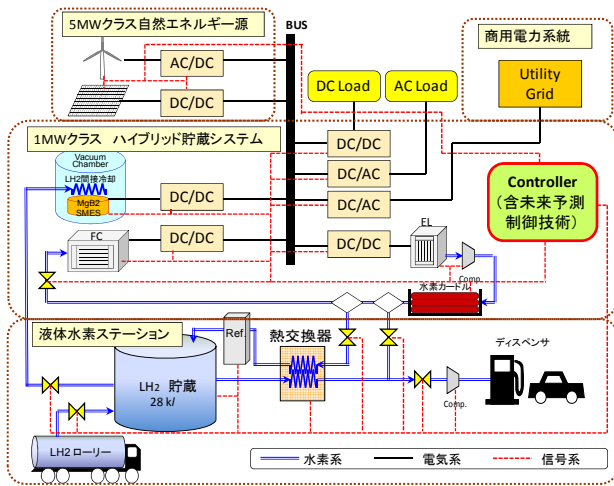 5MWクラス自然エネルギー源
BUS
商用電力系統
AC/DC
DC/DC
DC Load
AC Load
Utility
Grid
1MWクラス ハイブリッド貯蔵システム
Vacuum
Chamber
LH2間接冷却
MgB2
SMES
DC/DC
DC/AC
DC/DC
DC/AC
Controller
(含未来予測
制御技術)
FC
DC/DC
DC/DC
EL
Comp.
水素カードル
液体水素ステーション
Ref.
熱交換器
ディスペンサ
LH2 貯蔵
28 kl
Comp.
LH2 ローリー
水素系
電気系
信号系